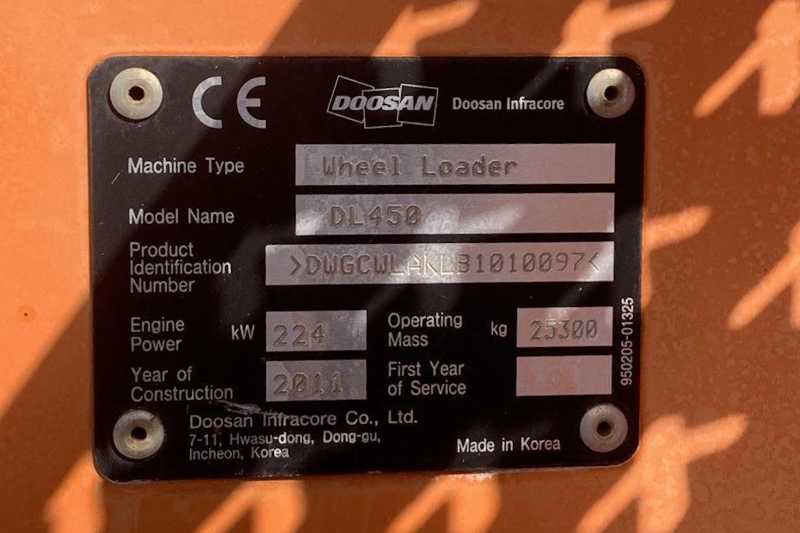 CE DOOSAN Doosan Infracore
Machine Type Wheel Loader
Model Name DL450
Product
Identification
Number >DWGCWLAKLB1010097<
Engine
Power kW 224
Operating
Mass kg 25300
Year of
Construction 2011
First Year
of Service
Doosan Infracore Co., Ltd.
7-11, Hwasu-dong, Dong-gu,
Incheon, Korea
Made in Korea
950205-01325